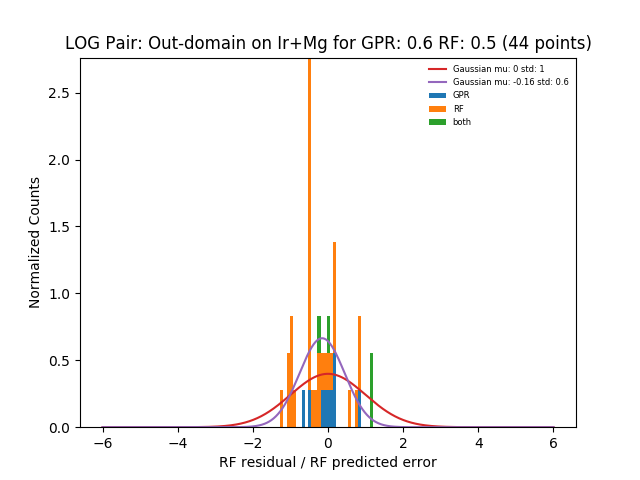 LOG Pair: Out-domain on Ir+Mg for GPR: 0.6 RF: 0.5 (44 points)
Gaussian mu: 0 std: 1
Gaussian mu: -0.16 std: 0.6
GPR
RF
both
2.5
2.0
1.5
1.0
0.5
0.0
Normalized Counts
−6 −4 −2 0 2 4 6
RF residual / RF predicted error